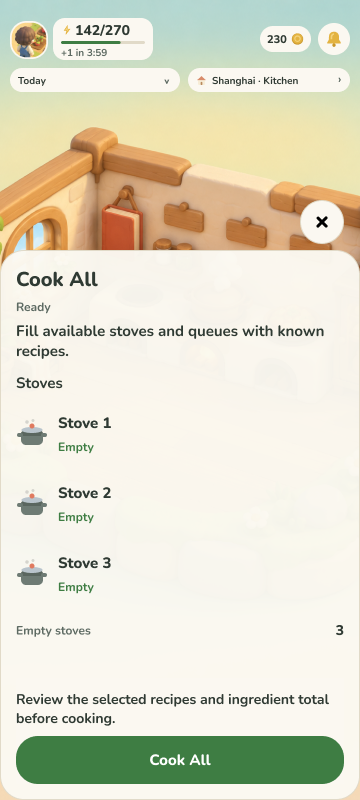 142/270
+1 in 3:59
230
Today
Shanghai · Kitchen
Cook All
Ready
Fill available stoves and queues with known
recipes.
Stoves
Stove 1
Empty
Stove 2
Empty
Stove 3
Empty
Empty stoves 3
Review the selected recipes and ingredient total
before cooking.
Cook All